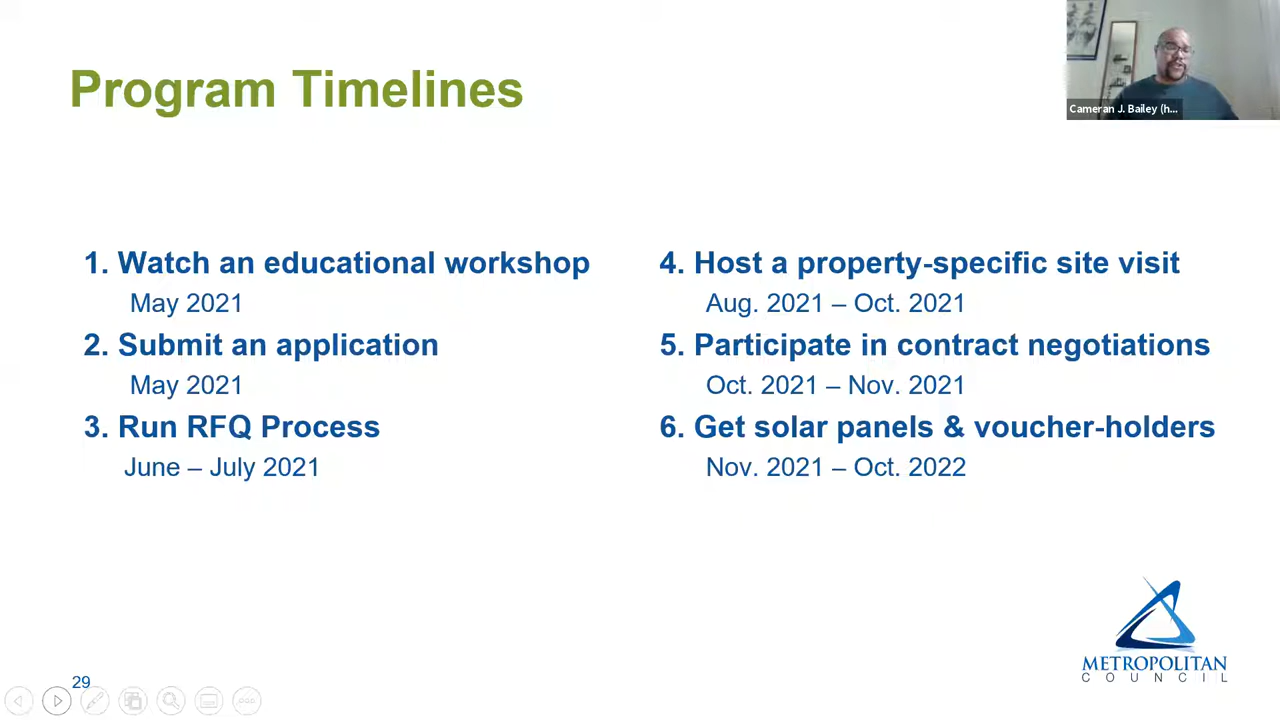 Program Timelines
Cameran J. Bailey (h...
1. Watch an educational workshop
May 2021
2. Submit an application
May 2021
3. Run RFQ Process
June – July 2021
4. Host a property-specific site visit
Aug. 2021 – Oct. 2021
5. Participate in contract negotiations
Oct. 2021 – Nov. 2021
6. Get solar panels & voucher-holders
Nov. 2021 – Oct. 2022
METROPOLITAN
COUNCIL
29